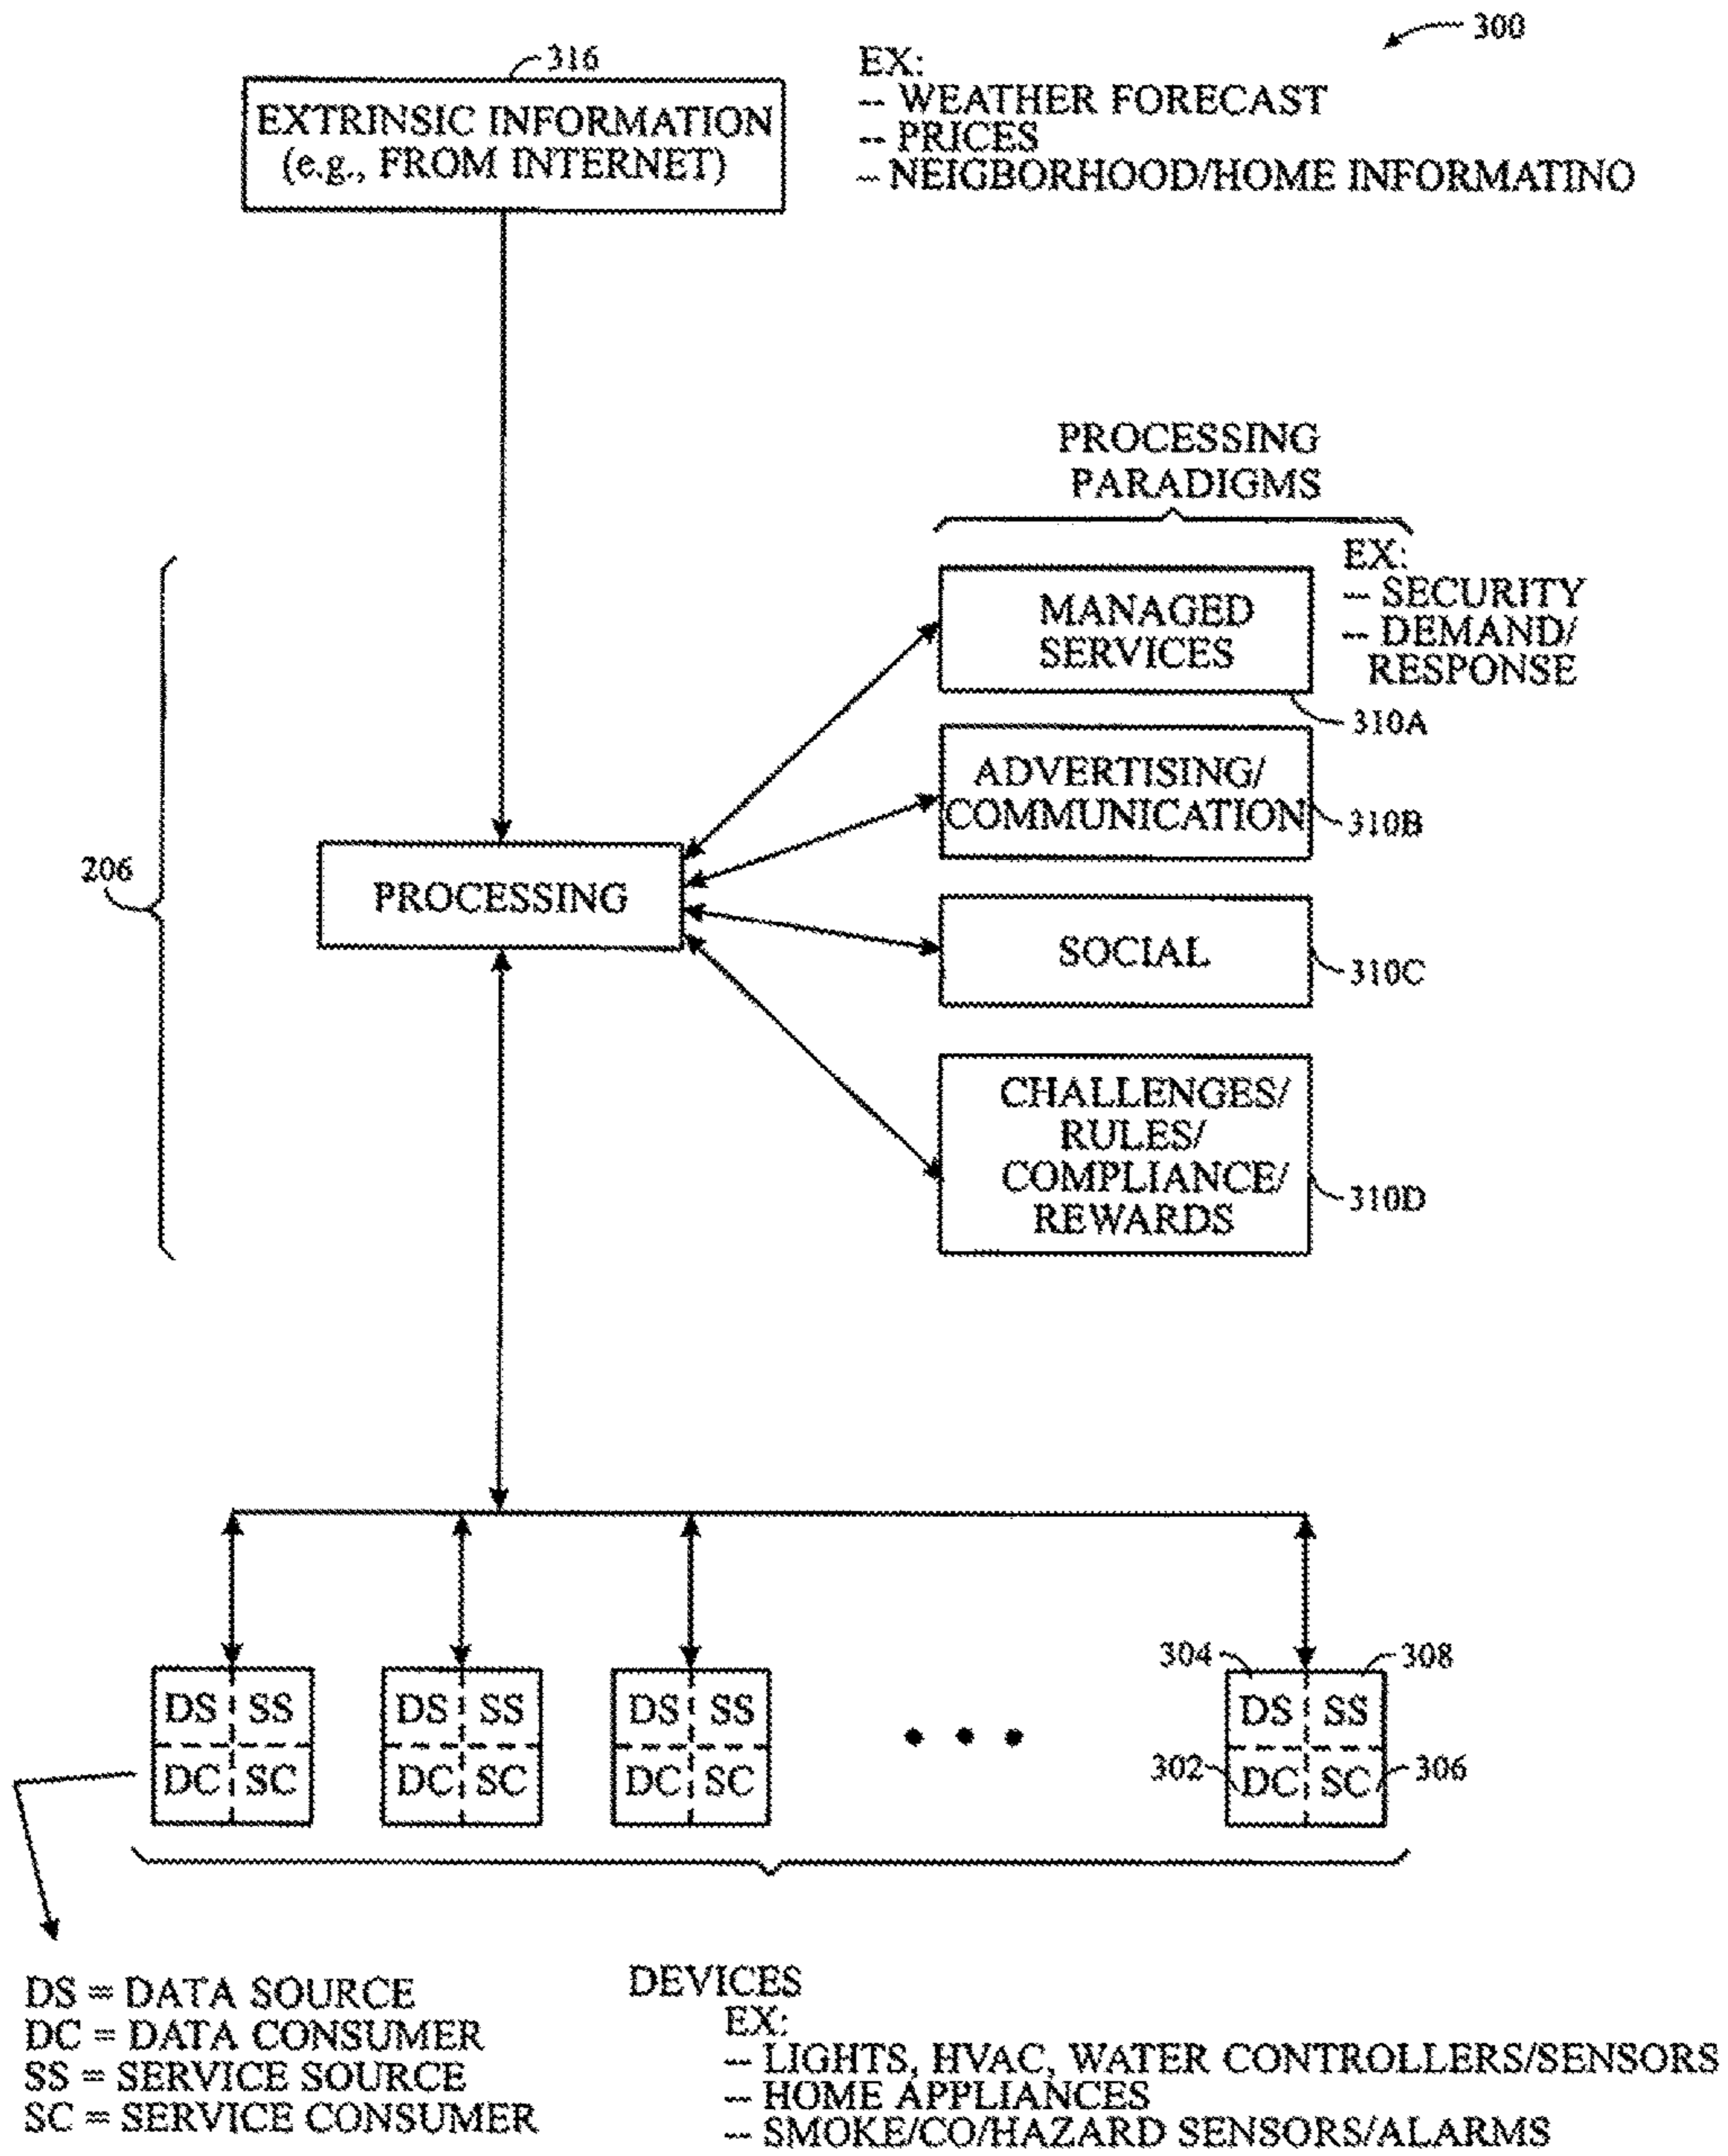 300
316
EXTRINSIC INFORMATION
(e.g., FROM INTERNET)
EX:
-- WEATHER FORECAST
-- PRICES
-- NEIGBORHOOD/HOME INFORMATINO
PROCESSING
PARADIGMS
MANAGED
SERVICES
EX:
-- SECURITY
-- DEMAND/
RESPONSE
310A
ADVERTISING/
COMMUNICATION
310B
206
PROCESSING
SOCIAL
310C
CHALLENGES/
RULES/
COMPLIANCE/
REWARDS
310D
DS SS
DC SC
DS SS
DC SC
DS SS
DC SC
• • •
304
308
DS SS
302
DC SC
306
DS = DATA SOURCE
DC = DATA CONSUMER
SS = SERVICE SOURCE
SC = SERVICE CONSUMER
DEVICES
EX:
-- LIGHTS, HVAC, WATER CONTROLLERS/SENSORS
-- HOME APPLIANCES
-- SMOKE/CO/HAZARD SENSORS/ALARMS